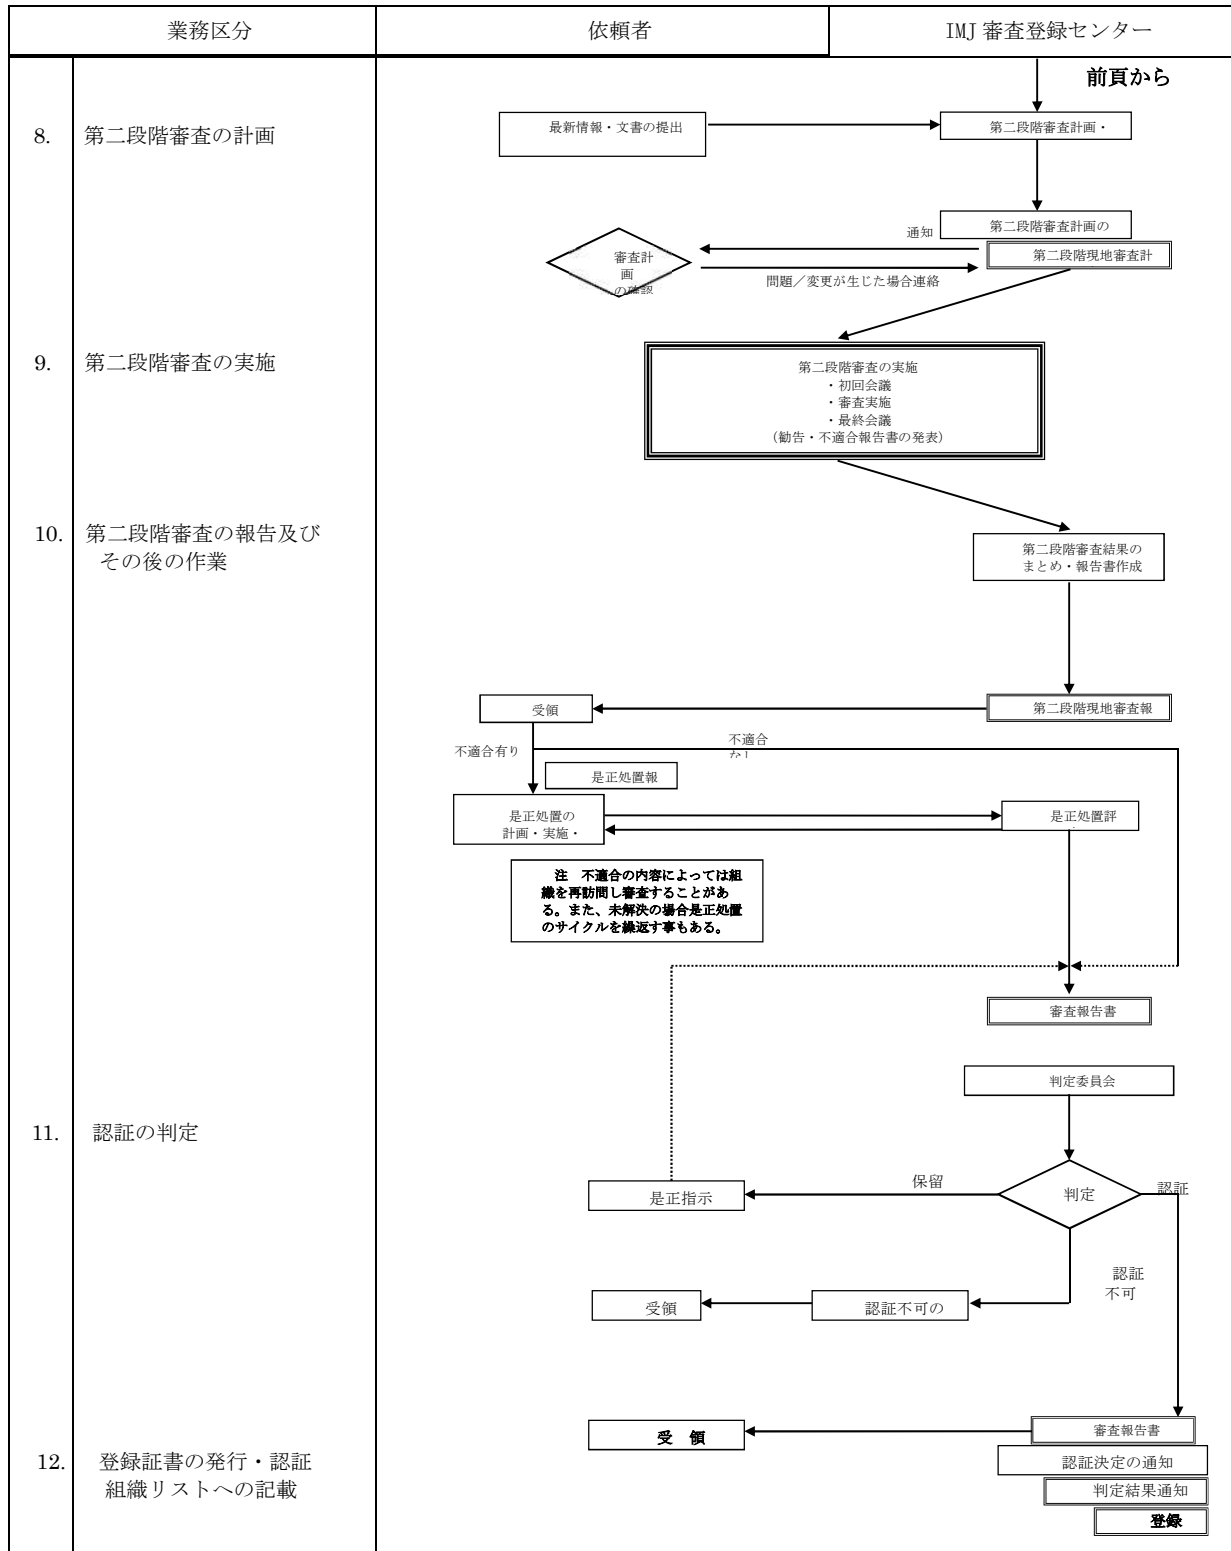 業務区分
依頼者
IMJ 審査登録センター
前頁から
8. 第二段階審査の計画
最新情報・文書の提出
第二段階審査計画・
第二段階審査計画の
通知
第二段階現地審査計
審査計
画
の確認
問題／変更が生じた場合連絡
9. 第二段階審査の実施
第二段階審査の実施
・初回会議
・審査実施
・最終会議
(勧告・不適合報告書の発表)
10. 第二段階審査の報告及び
その後の作業
第二段階審査結果の
まとめ・報告書作成
受領
第二段階現地審査報
不適合有り
不適合
なし
是正処置報
是正処置の
計画・実施・
是正処置評
注　不適合の内容によっては組
織を再訪問し審査することがあ
る。また、未解決の場合是正処置
のサイクルを繰返す事もある。
審査報告書
判定委員会
11. 認証の判定
是正指示
保留
判定
認証
認証
不可
受領
認証不可の
受　領
審査報告書
12. 登録証書の発行・認証
組織リストへの記載
認証決定の通知
判定結果通知
登録